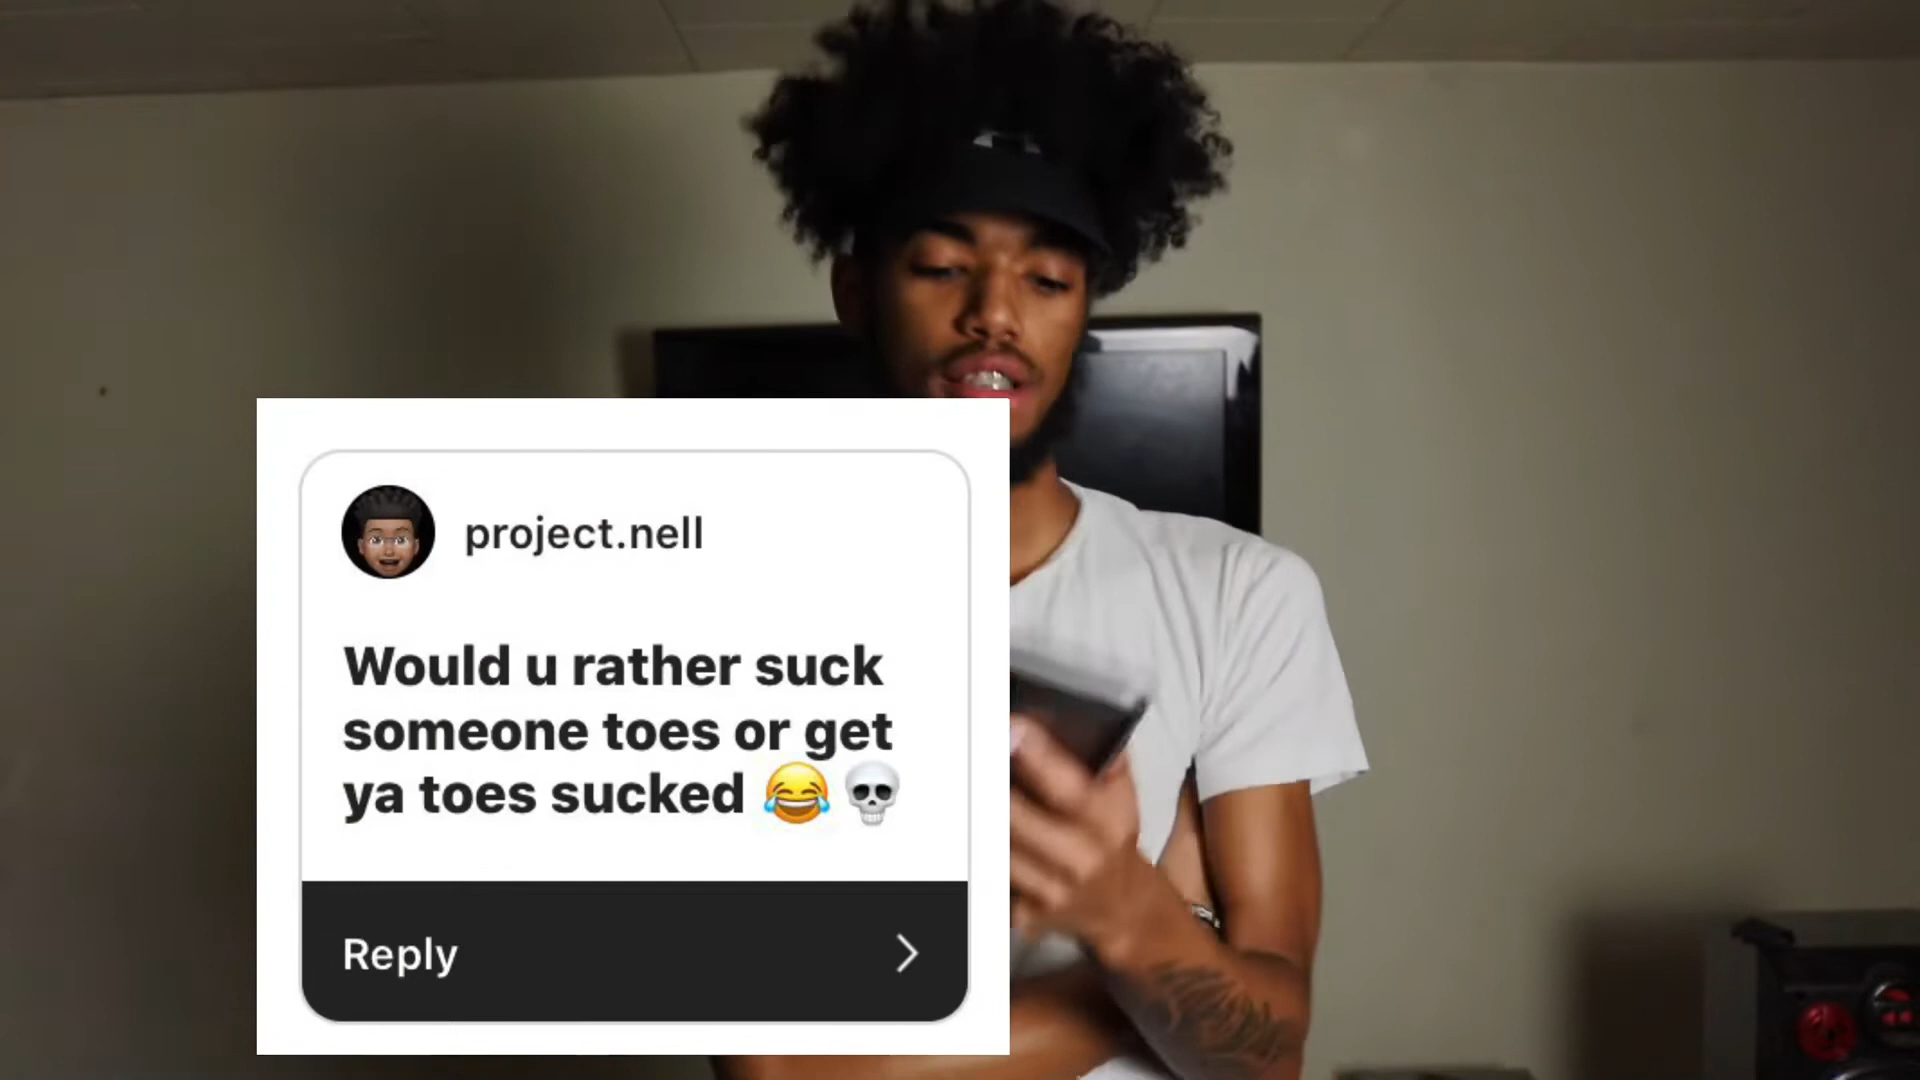 project.nell
Would u rather suck
someone toes or get
ya toes sucked 😂💀
Reply